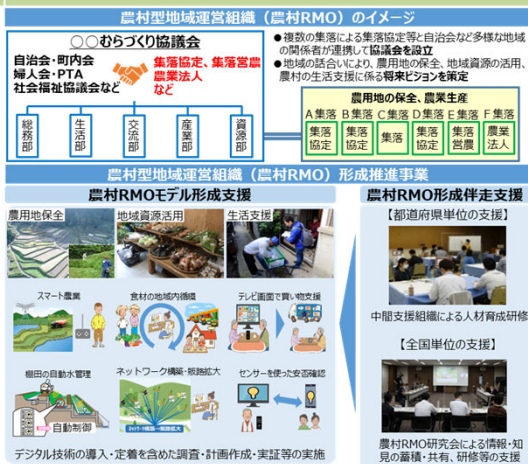 農村型地域運営組織（農村RMO）のイメージ
○○むらづくり協議会
自治会・町内会
婦人会・PTA
社会福祉協議会など
集落協定、集落営農
農業法人
など
総務部
生活部
交流部
産業部
資源部
●複数の集落による集落協定等と自治会など多様な地域
の関係者が連携して協議会を設立
●地域の話合いにより、農用地の保全、地域資源の活用、
農村の生活支援に係る将来ビジョンを策定
農用地の保全、農業生産
A集落 B集落 C集落 D集落 E集落 F集落
集落協定
集落協定
集落
集落協定
集落営農
農業法人
農村型地域運営組織（農村RMO）形成推進事業
農村RMOモデル形成支援
農用地保全
地域資源活用
生活支援
スマート農業
食材の地域内循環
テレビ画面で買い物支援
棚田の自動水管理
自動制御
ネットワーク構築・販路拡大
ネットワーク構築・販路拡大
センサーを使った安否確認
デジタル技術の導入・定着を含めた調査・計画作成・実証等の実施
農村RMO形成伴走支援
【都道府県単位の支援】
中間支援組織による人材育成研修
【全国単位の支援】
農村RMO研究会による情報・知
見の蓄積・共有、研修等の支援